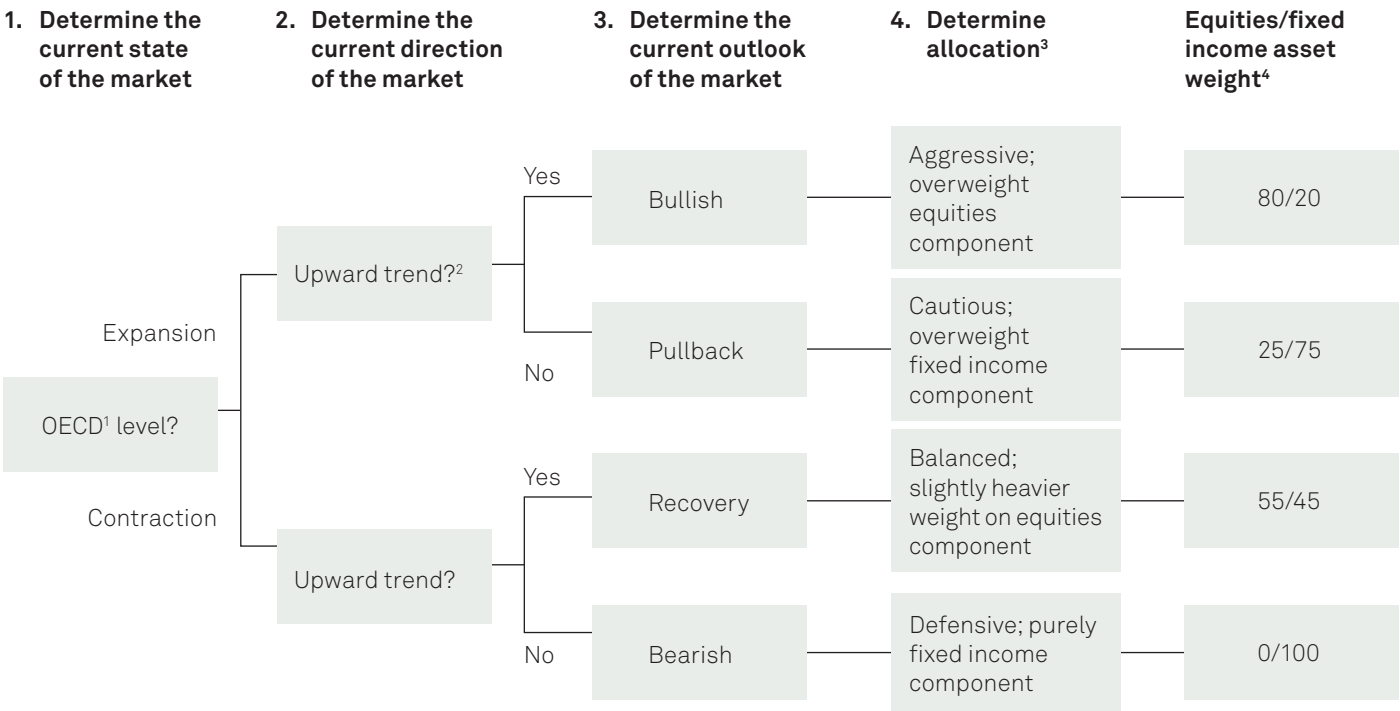 1. Determine the
current state
of the market
2. Determine the
current direction
of the market
3. Determine the
current outlook
of the market
4. Determine
allocation³
Equities/fixed
income asset
weight⁴
OECD¹ level?
Expansion
Contraction
Upward trend?²
Yes
No
Upward trend?
Yes
No
Bullish
Aggressive;
overweight
equities
component
80/20
Pullback
Cautious;
overweight
fixed income
component
25/75
Recovery
Balanced;
slightly heavier
weight on equities
component
55/45
Bearish
Defensive; purely
fixed income
component
0/100